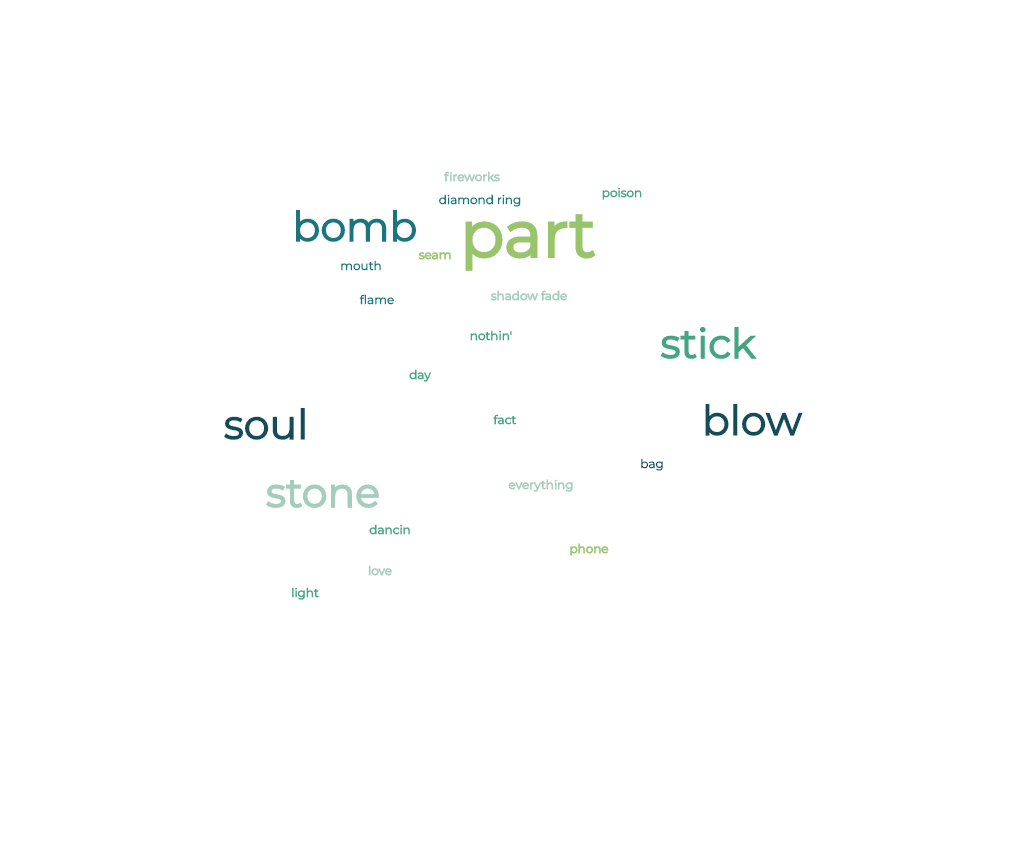 fireworks
poison
diamond ring
bomb
part
seam
mouth
shadow fade
flame
nothin'
stick
day
soul
fact
blow
bag
everything
stone
dancin
phone
love
light